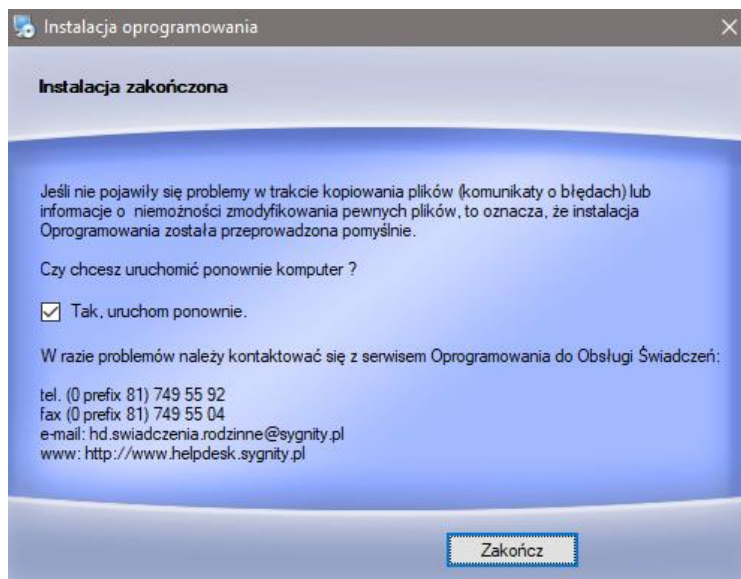 Instalacja oprogramowania
Instalacja zakończona
Jeśli nie pojawiły się problemy w trakcie kopiowania plików (komunikaty o błędach) lub
informacje o niemożności zmodyfikowania pewnych plików, to oznacza, że instalacja
Oprogramowania została przeprowadzona pomyślnie.
Czy chcesz uruchomić ponownie komputer ?
Tak, uruchom ponownie.
W razie problemów należy kontaktować się z serwisem Oprogramowania do Obsługi Świadczeń:
tel. (0 prefix 81) 749 55 92
fax (0 prefix 81) 749 55 04
e-mail: hd.swiadczenia.rodzinne@sygnity.pl
www: http://www.helpdesk.sygnity.pl
Zakończ